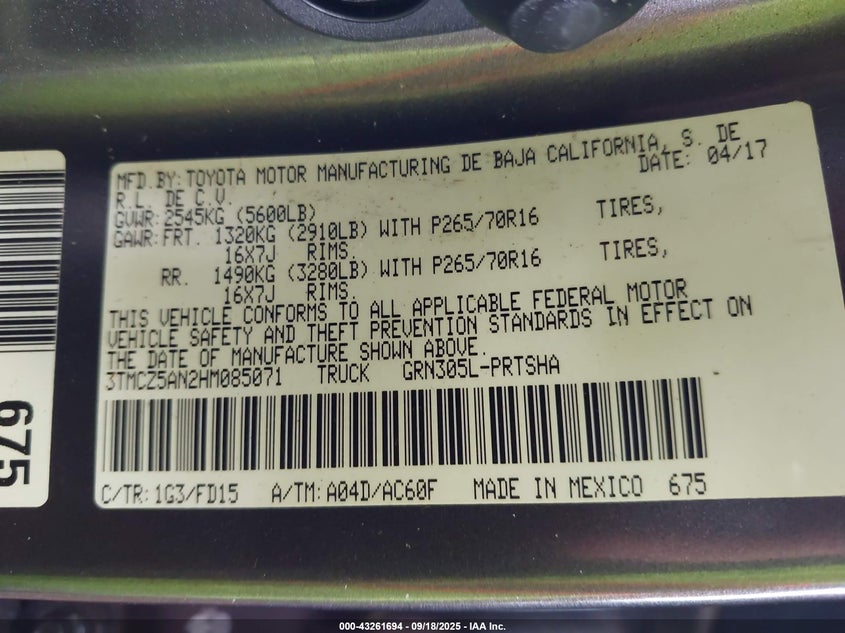 MFD.BY: TOYOTA MOTOR MANUFACTURING DE BAJA CALIFORNIA, S. DE
R.L. DE C.V. DATE: 04/17
GVWR: 2545KG (5600LB)
GAWR: FRT. 1320KG (2910LB) WITH P265/70R16 TIRES,
16X7J RIMS.
RR. 1490KG (3280LB) WITH P265/70R16 TIRES,
16X7J RIMS.
THIS VEHICLE CONFORMS TO ALL APPLICABLE FEDERAL MOTOR
VEHICLE SAFETY AND THEFT PREVENTION STANDARDS IN EFFECT ON
THE DATE OF MANUFACTURE SHOWN ABOVE.
3TMCZ5AN2HM085071 TRUCK GRN305L-PRTSHA
C/TR: 1G3/FD15 A/TM: A04D/AC60F MADE IN MEXICO 675
675
000-43261694 - 09/18/2025 - IAA Inc.